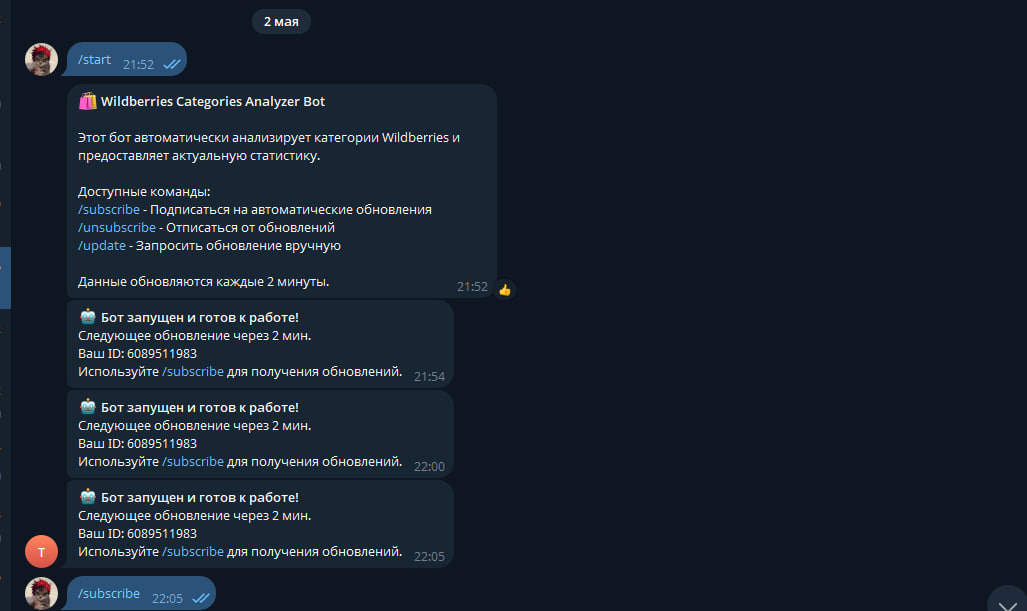 2 мая
/start 21:52
Wildberries Categories Analyzer Bot
Этот бот автоматически анализирует категории Wildberries и
предоставляет актуальную статистику.
Доступные команды:
/subscribe - Подписаться на автоматические обновления
/unsubscribe - Отписаться от обновлений
/update - Запросить обновление вручную
Данные обновляются каждые 2 минуты.
21:52
Бот запущен и готов к работе!
Следующее обновление через 2 мин.
Ваш ID: 6089511983
Используйте /subscribe для получения обновлений. 21:54
Бот запущен и готов к работе!
Следующее обновление через 2 мин.
Ваш ID: 6089511983
Используйте /subscribe для получения обновлений. 22:00
Бот запущен и готов к работе!
Следующее обновление через 2 мин.
Ваш ID: 6089511983
Используйте /subscribe для получения обновлений. 22:05
T
/subscribe 22:05